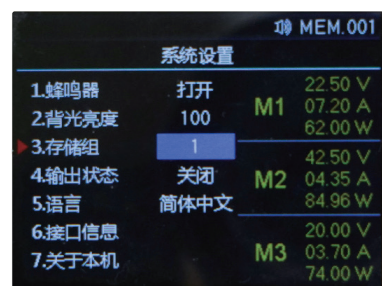 MEM.001
系统设置
1.蜂鸣器 打开
2.背光亮度 100
3.存储组 1
4.输出状态 关闭
5.语言 简体中文
6.接口信息
7.关于本机
M1
22.50 V
07.20 A
62.00 W
M2
42.50 V
04.35 A
84.96 W
M3
20.00 V
03.70 A
74.00 W